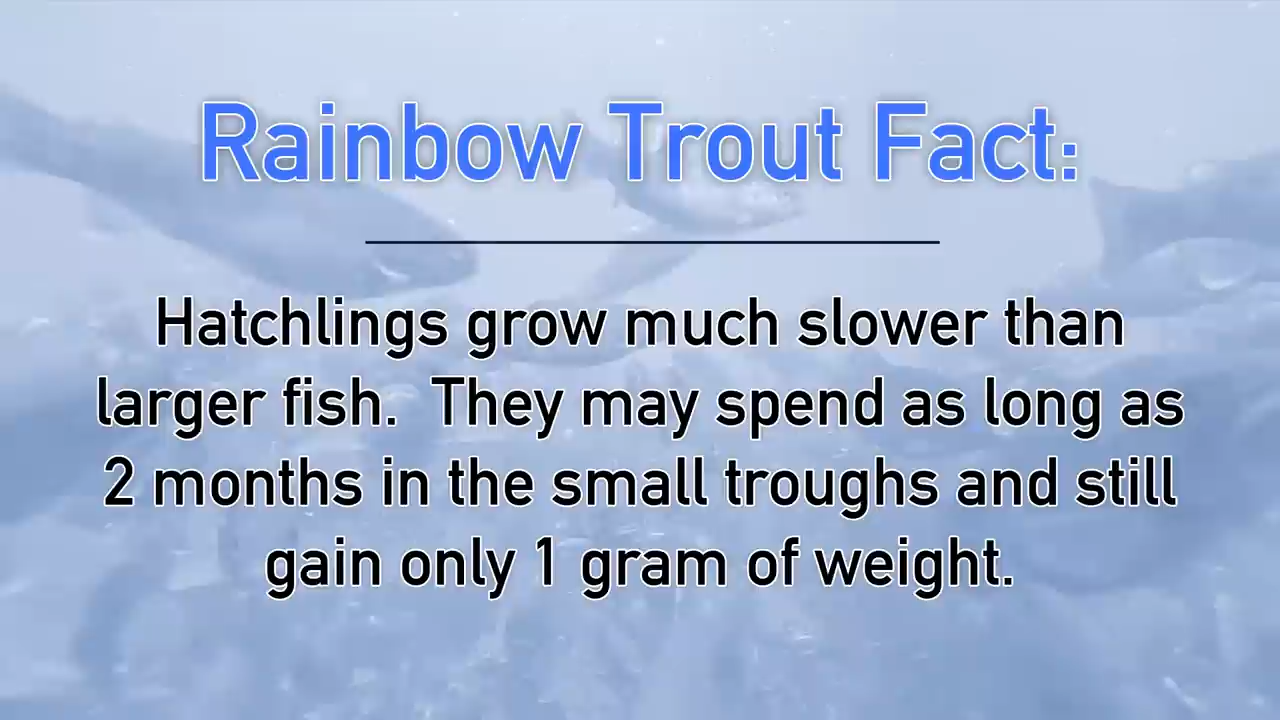 Rainbow Trout Fact:
Hatchlings grow much slower than
larger fish.  They may spend as long as
2 months in the small troughs and still
gain only 1 gram of weight.